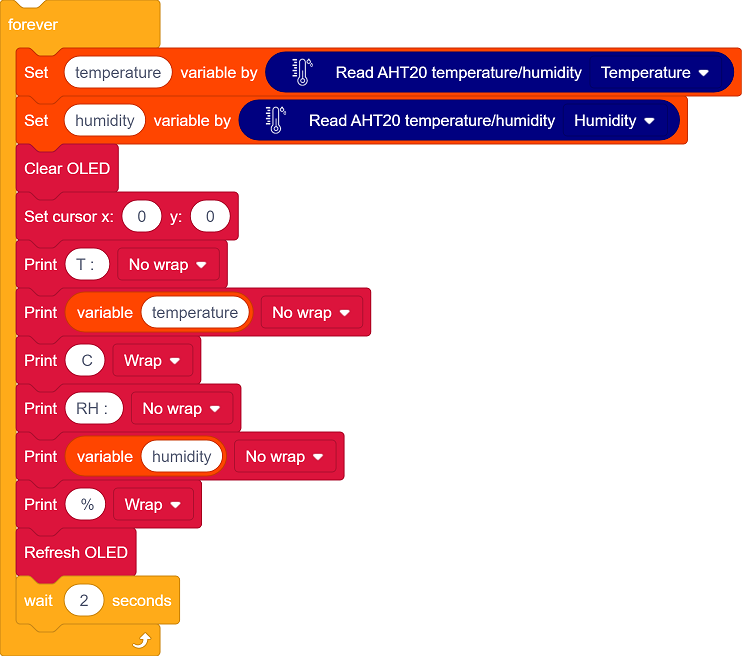 forever
Set temperature variable by Read AHT20 temperature/humidity Temperature
Set humidity variable by Read AHT20 temperature/humidity Humidity
Clear OLED
Set cursor x: 0 y: 0
Print T : No wrap
Print variable temperature No wrap
Print C Wrap
Print RH : No wrap
Print variable humidity No wrap
Print % Wrap
Refresh OLED
wait 2 seconds